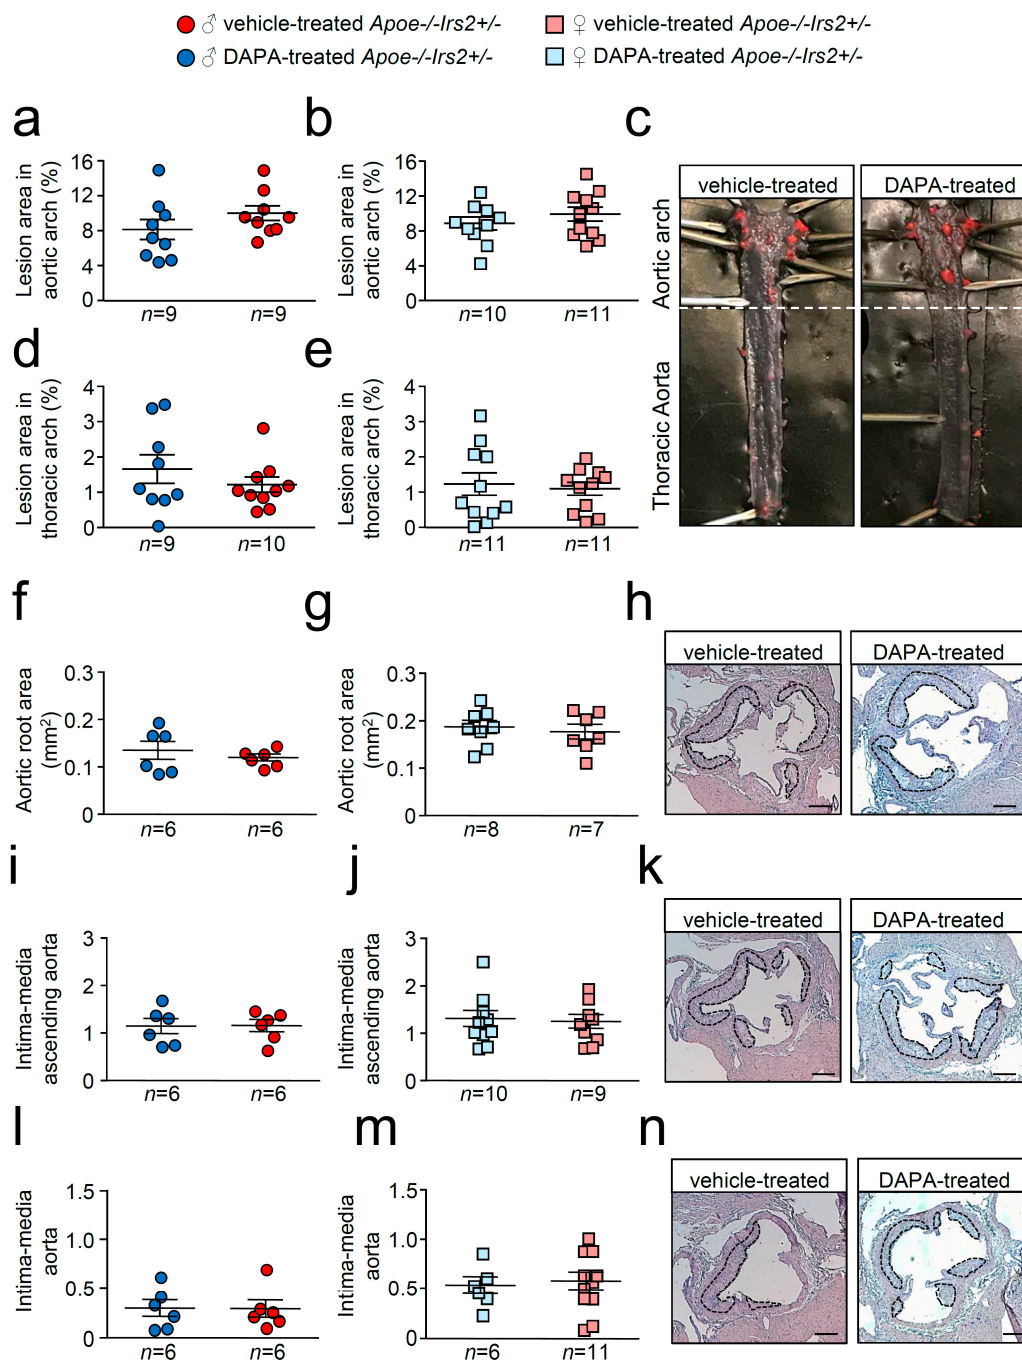 ♂ vehicle-treated Apoe-/-Irs2+/-
♀ vehicle-treated Apoe-/-Irs2+/-
♂ DAPA-treated Apoe-/-Irs2+/-
♀ DAPA-treated Apoe-/-Irs2+/-
a
Lesion area in
aortic arch (%)
16
12
8
4
0
n=9
n=9
b
Lesion area in
aortic arch (%)
16
12
8
4
0
n=10
n=11
c
vehicle-treated
DAPA-treated
Aortic arch
Thoracic Aorta
d
Lesion area in
thoracic arch (%)
4
3
2
1
0
n=9
n=10
e
Lesion area in
thoracic arch (%)
4
3
2
1
0
n=11
n=11
f
Aortic root area
(mm2)
0.3
0.2
0.1
0
n=6
n=6
g
Aortic root area
(mm2)
0.3
0.2
0.1
0
n=8
n=7
h
vehicle-treated
DAPA-treated
i
Intima-media
ascending aorta
3
2
1
0
n=6
n=6
j
Intima-media
ascending aorta
3
2
1
0
n=10
n=9
k
vehicle-treated
DAPA-treated
l
Intima-media
aorta
1.5
1.0
0.5
0
n=6
n=6
m
Intima-media
aorta
1.5
1.0
0.5
0
n=6
n=11
n
vehicle-treated
DAPA-treated